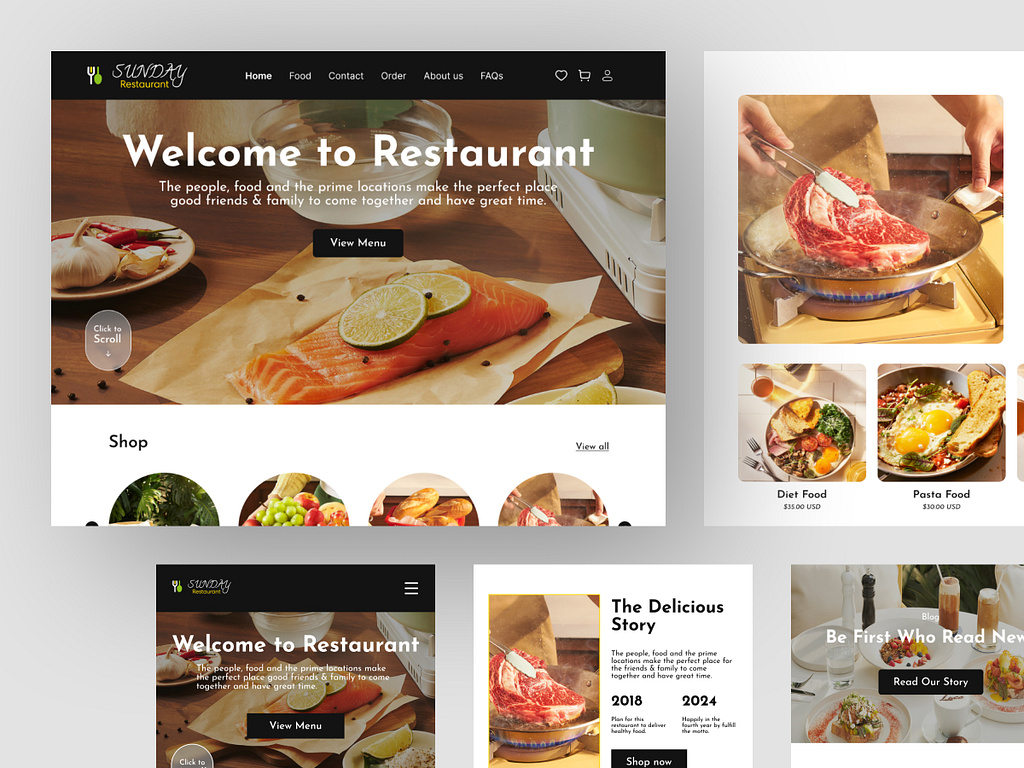 SUNDAY
Restaurant
Home Food Contact Order About us FAQs
Welcome to Restaurant
The people, food and the prime locations make the perfect place
good friends & family to come together and have great time.
View Menu
Click to
Scroll
Shop
View all
Diet Food
$35.00 USD
Pasta Food
$30.00 USD
SUNDAY
Restaurant
Welcome to Restaurant
The people, food and the prime locations make
the perfect place good friends & family to come
together and have great time.
View Menu
Click to
The Delicious
Story
The people, food and the prime
locations make the perfect place for
the friends & family to come
together and have great time.
2018
Plan for this
restaurant to deliver
healthy food.
2024
Happily in the
fourth year by fulfill
the motto.
Shop now
Blog
Be First Who Read New
Read Our Story